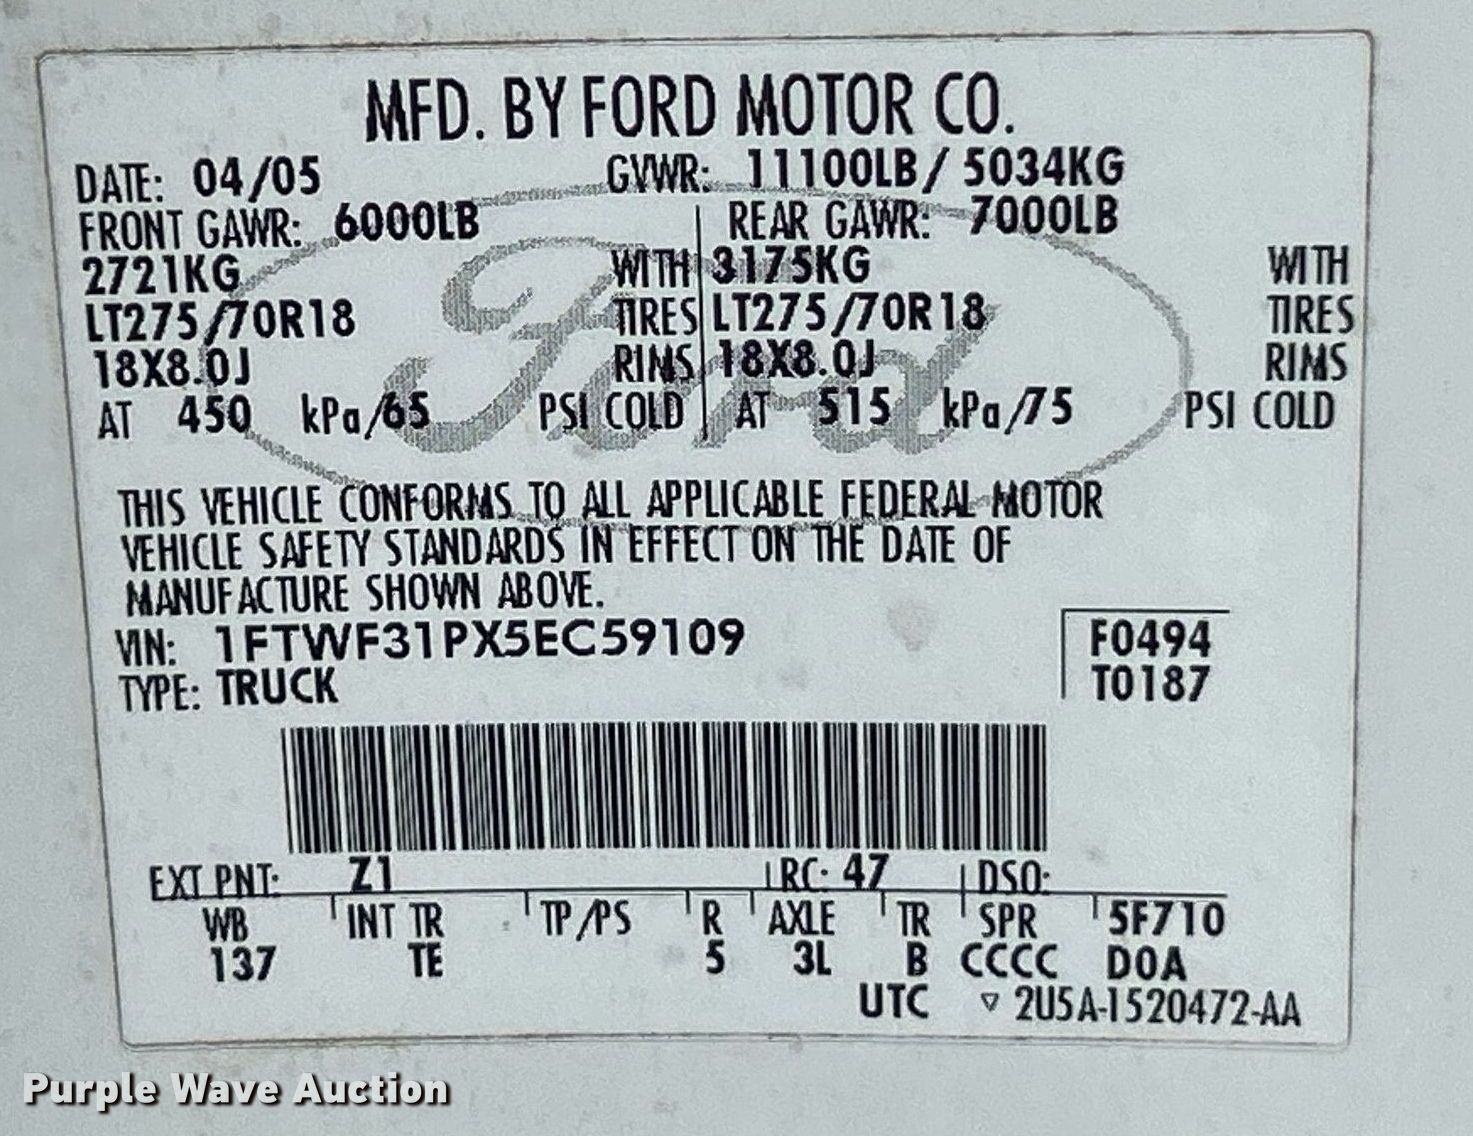 MFD. BY FORD MOTOR CO.
DATE: 04/05 GVWR: 11100LB/ 5034KG
FRONT GAWR: 6000LB REAR GAWR: 7000LB
2721KG WITH 3175KG WITH
LT275/70R18 TIRES LT275/70R18 TIRES
18X8.0J RIMS 18X8.0J RIMS
AT 450 kPa/65 PSI COLD AT 515 kPa/75 PSI COLD
Ford
THIS VEHICLE CONFORMS TO ALL APPLICABLE FEDERAL MOTOR
VEHICLE SAFETY STANDARDS IN EFFECT ON THE DATE OF
MANUFACTURE SHOWN ABOVE.
VIN: 1FTWF31PX5EC59109 F0494
TYPE: TRUCK T0187
EXT PNT: Z1 RC: 47 DSO:
WB INT TR TP/PS R AXLE TR SPR 5F710
137 TE 5 3L B CCCC D0A
UTC ▽ 2U5A-1520472-AA
Purple Wave Auction